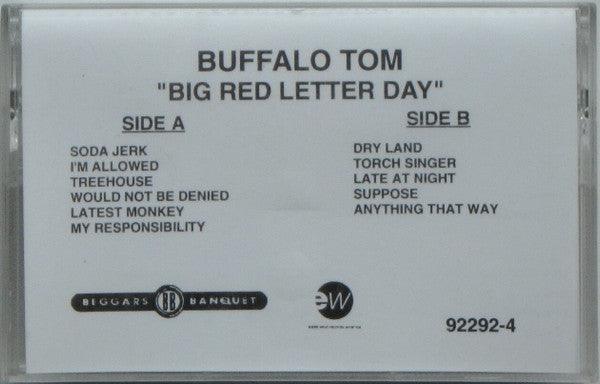 BUFFALO TOM
"BIG RED LETTER DAY"
SIDE A
SODA JERK
I'M ALLOWED
TREEHOUSE
WOULD NOT BE DENIED
LATEST MONKEY
MY RESPONSIBILITY
SIDE B
DRY LAND
TORCH SINGER
LATE AT NIGHT
SUPPOSE
ANYTHING THAT WAY
BEGGARS BB BANQUET
ew
92292-4